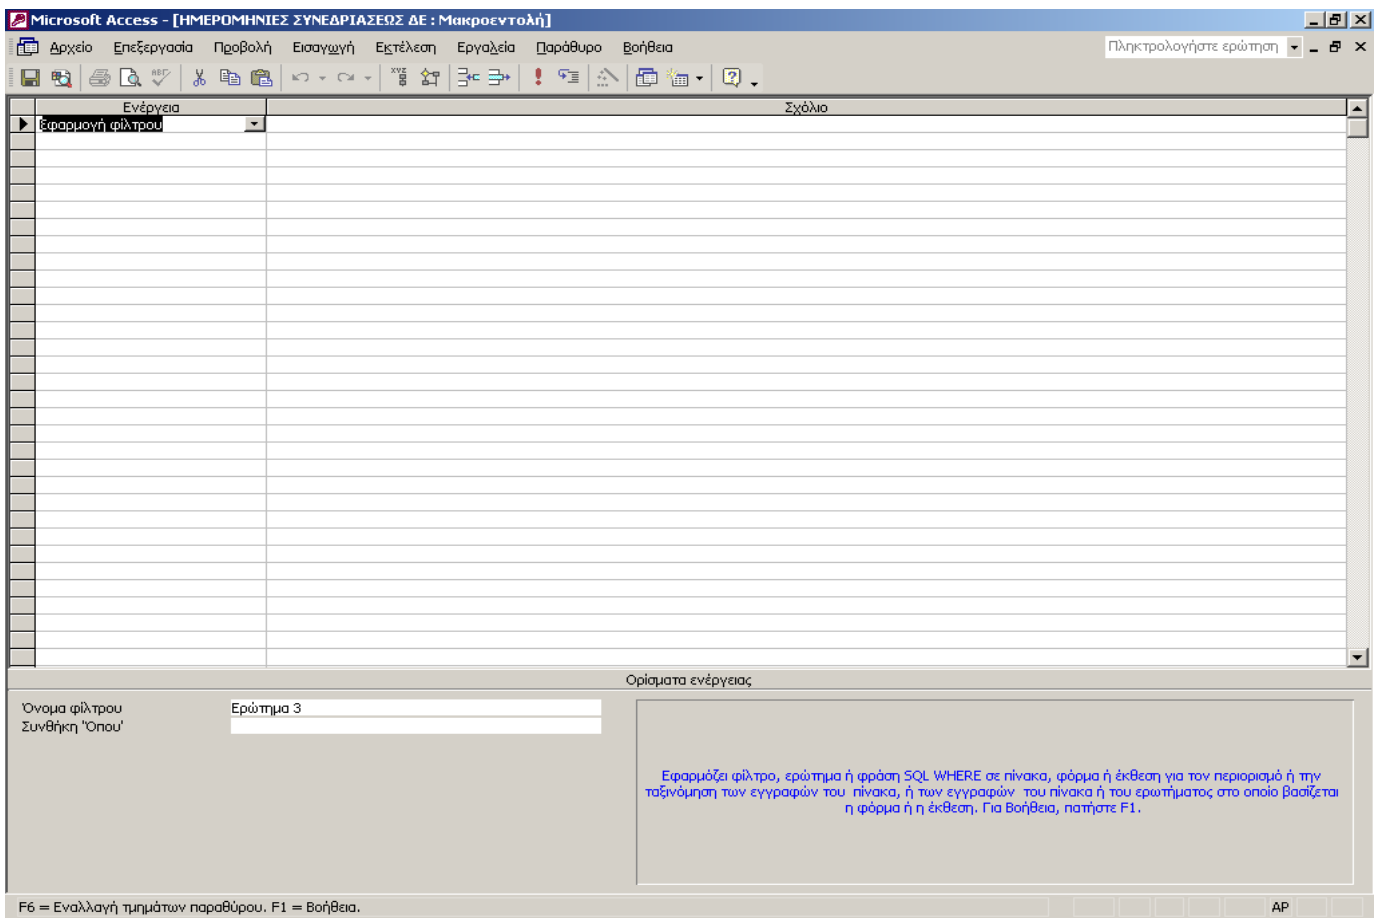 Microsoft Access - [ΗΜΕΡΟΜΗΝΙΕΣ ΣΥΝΕΔΡΙΑΣΕΩΣ ΔΕ : Μακροεντολή]
Αρχείο Επεξεργασία Προβολή Εισαγωγή Εκτέλεση Εργαλεία Παράθυρο Βοήθεια Πληκτρολογήστε ερώτηση
Ενέργεια Σχόλιο
Εφαρμογή φίλτρου
Ορίσματα ενέργειας
Όνομα φίλτρου Ερώτημα 3
Συνθήκη 'Όπου'
Εφαρμόζει φίλτρο, ερώτημα ή φράση SQL WHERE σε πίνακα, φόρμα ή έκθεση για τον περιορισμό ή την
ταξινόμηση των εγγραφών του πίνακα, ή των εγγραφών του πίνακα ή του ερωτήματος στο οποίο βασίζεται
η φόρμα ή η έκθεση. Για Βοήθεια, πατήστε F1.
F6 = Εναλλαγή τμημάτων παραθύρου. F1 = Βοήθεια. ΑΡ